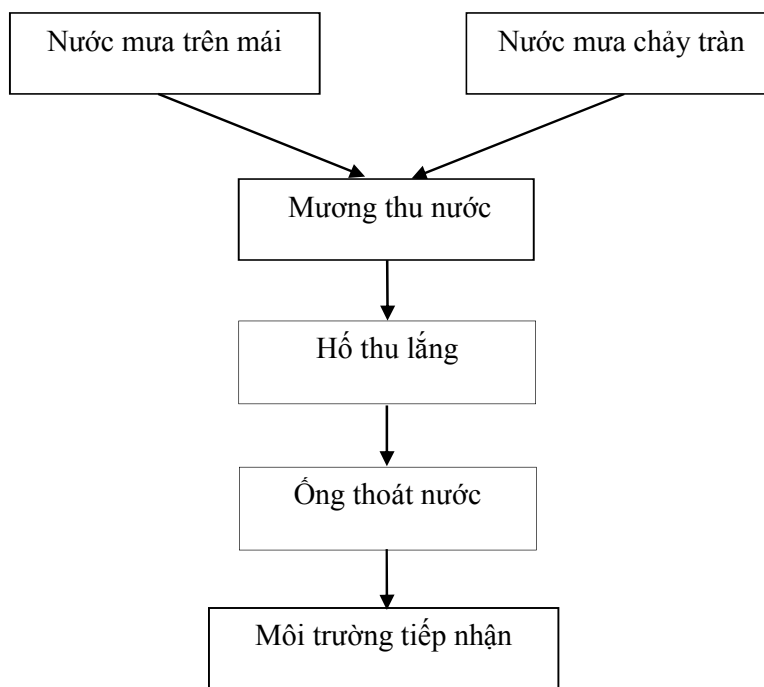 Nước mưa trên mái
Nước mưa chảy tràn
Mương thu nước
Hố thu lắng
Ống thoát nước
Môi trường tiếp nhận